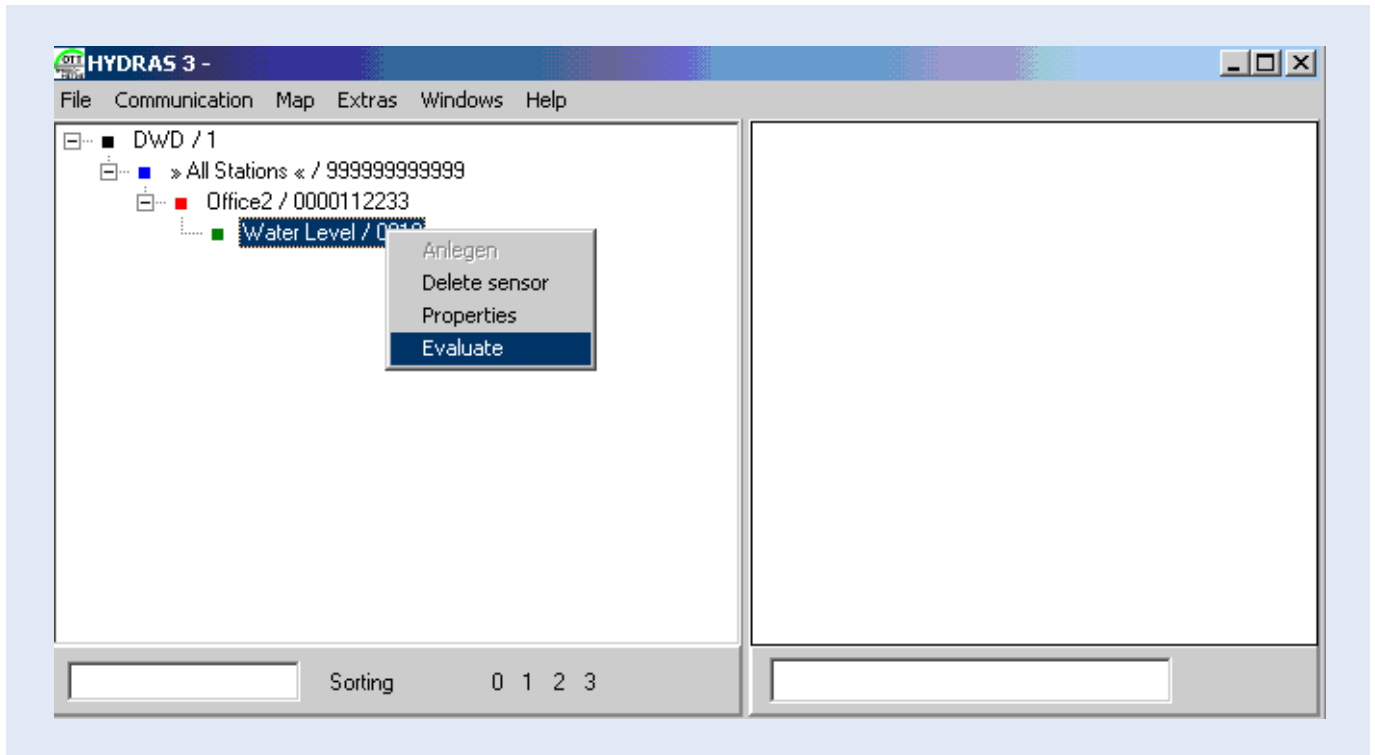 HYDRAS 3 -
File Communication Map Extras Windows Help
DWD / 1
» All Stations « / 999999999999
Office2 / 0000112233
Water Level /
Anlegen
Delete sensor
Properties
Evaluate
Sorting 0 1 2 3